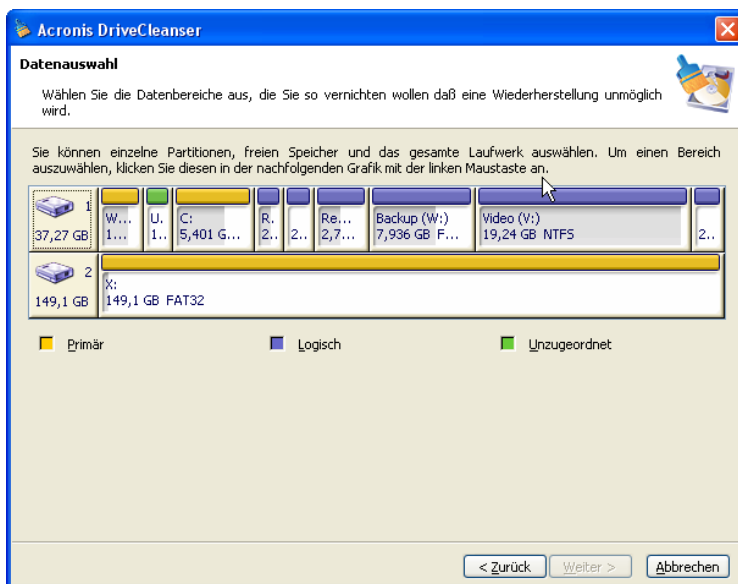 Acronis DriveCleanser
Datenauswahl
Wählen Sie die Datenbereiche aus, die Sie so vernichten wollen daß eine Wiederherstellung unmöglich
wird.
Sie können einzelne Partitionen, freien Speicher und das gesamte Laufwerk auswählen. Um einen Bereich
auszuwählen, klicken Sie diesen in der nachfolgenden Grafik mit der linken Maustaste an.
1 W... U. C: R. Re... Backup (W:) Video (V:)
37,27 GB 1... 1.. 5,401 G... 2.. 2.. 2,7... 7,936 GB F... 19,24 GB NTFS 2..
2 X:
149,1 GB 149,1 GB FAT32
Primär Logisch Unzugeordnet
< Zurück Weiter > Abbrechen